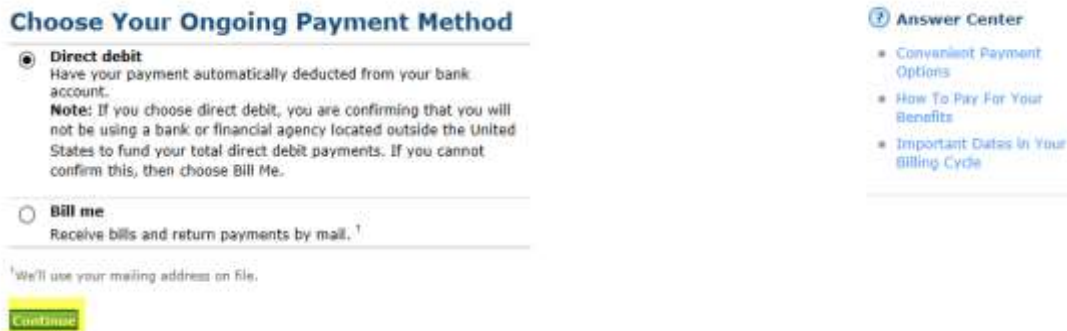 Choose Your Ongoing Payment Method
Direct debit
Have your payment automatically deducted from your bank
account.
Note: If you choose direct debit, you are confirming that you will
not be using a bank or financial agency located outside the United
States to fund your total direct debit payments. If you cannot
confirm this, then choose Bill Me.
Bill me
Receive bills and return payments by mail. 1
1We'll use your mailing address on file.
Continue
? Answer Center
Convenient Payment
Options
How To Pay For Your
Benefits
Important Dates in Your
Billing Cycle